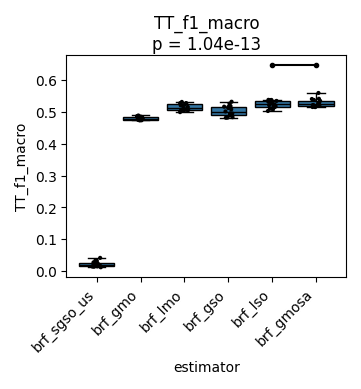 TT_f1_macro
p = 1.04e-13
TT_f1_macro
0.6
0.5
0.4
0.3
0.2
0.1
0.0
brf_sgso_us
brf_gmo
brf_lmo
brf_gso
brf_lso
brf_gmosa
estimator